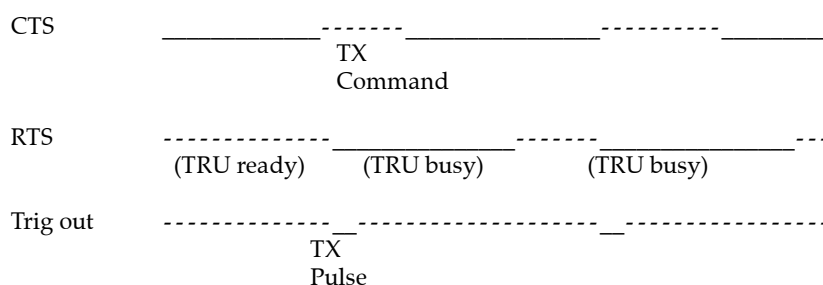 CTS
TX
Command
RTS
(TRU ready) (TRU busy) (TRU busy)
Trig out
TX
Pulse